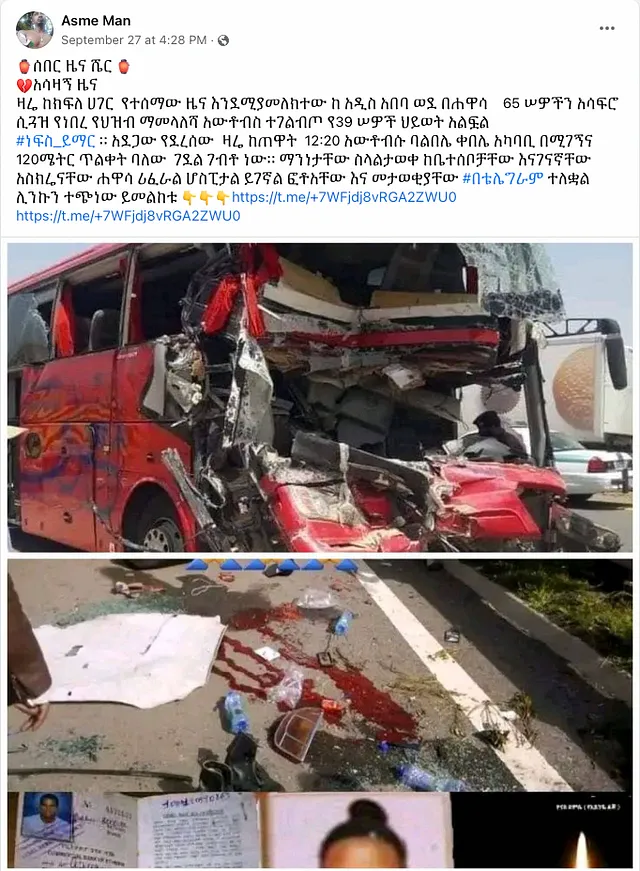 Asme Man
September 27 at 4:28 PM ·
ሰበር ዜና ሼር
አሳዛኝ ዜና
ዛሬ ከክፍለ ሀገር የተሰማው ዜና እንደሚያመለክተው ከ አዲስ አበባ ወደ በሐዋሳ 65 ሠዎችን አሳፍሮ
ሲጓዝ የነበረ የህዝብ ማመላለሻ አውቶብስ ተገልብጦ የ39 ሠዎች ህይወት አልፏል
#ነፍስ_ይማር ፡፡ አደጋው የደረሰው ዛሬ ከጠዋት 12:20 አውቶብሱ ባልበሌ ቀበሌ አካባቢ በሚገኝና
120ሜትር ጥልቀት ባለው ገደል ገብቶ ነው፡፡ ማንነታቸው ስላልታወቀ ከቤተሰቦቻቸው እናገናኛቸው
አስክሬናቸው ሐዋሳ ሪፈራል ሆስፒታል ይገኛል ፎቶአቸው እና መታወቂያቸው #በቴሌግራም ተለቋል
ሊንኩን ተጭነው ይመልከቱ 👇👇👇https://t.me/+7WFjdj8vRGA2ZWU0
https://t.me/+7WFjdj8vRGA2ZWU0